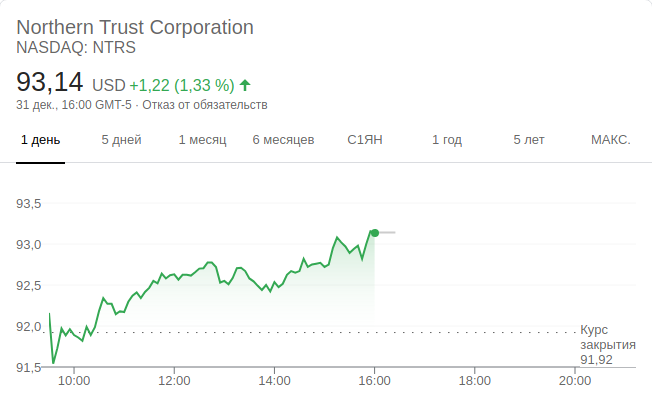 Northern Trust Corporation
NASDAQ: NTRS
93,14 USD +1,22 (1,33 %)
31 дек., 16:00 GMT-5 · Отказ от обязательств
1 день 5 дней 1 месяц 6 месяцев С1ЯН 1 год 5 лет МАКС.
93,5
93,0
92,5
92,0
Курс
закрытия
91,92
91,5
10:00 12:00 14:00 16:00 18:00 20:00